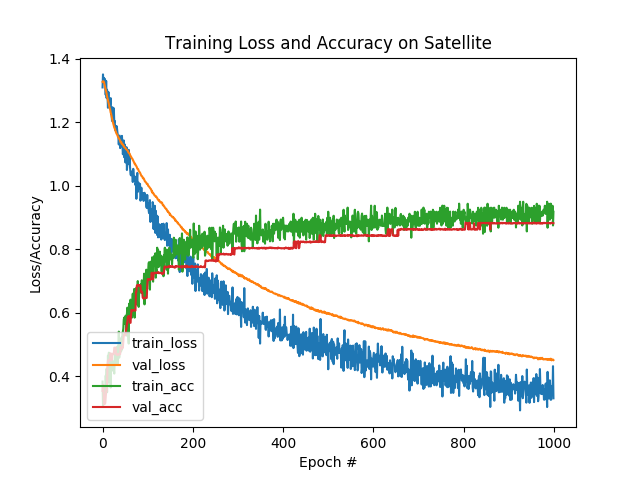 Training Loss and Accuracy on Satellite
1.4
1.2
1.0
0.8
0.6
0.4
Loss/Accuracy
train_loss
val_loss
train_acc
val_acc
0 200 400 600 800 1000
Epoch #